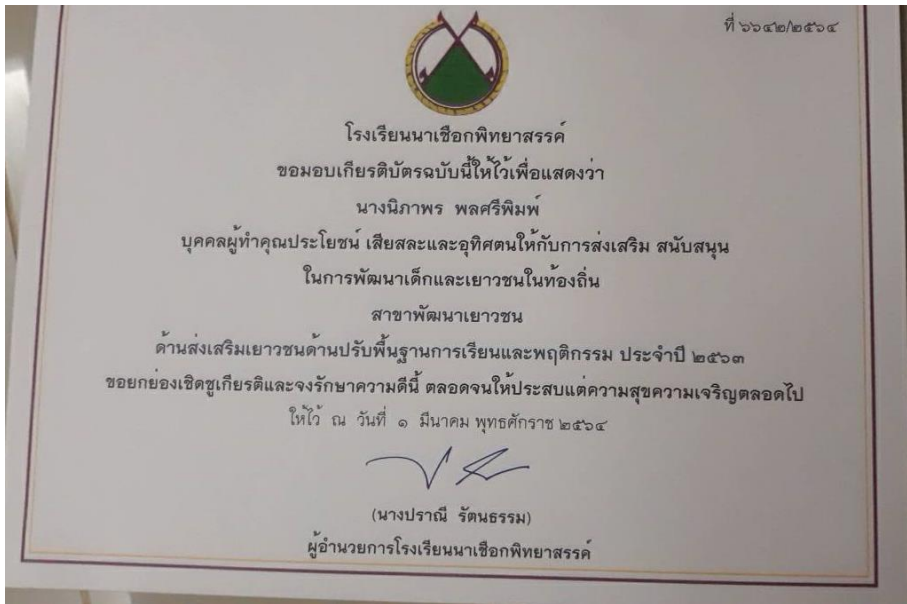 ที่ ๖๖๔๒/๒๕๖๔
โรงเรียนนาเชือกพิทยาสรรค์
ขอมอบเกียรติบัตรฉบับนี้ให้ไว้เพื่อแสดงว่า
นางนิภาพร พลศรีพิมพ์
บุคคลผู้ทำคุณประโยชน์ เสียสละและอุทิศตนให้กับการส่งเสริม สนับสนุน
ในการพัฒนาเด็กและเยาวชนในท้องถิ่น
สาขาพัฒนาเยาวชน
ด้านส่งเสริมเยาวชนด้านปรับพื้นฐานการเรียนและพฤติกรรม ประจำปี ๒๕๖๓
ขอยกย่องเชิดชูเกียรติและจงรักษาความดีนี้ ตลอดจนให้ประสบแต่ความสุขความเจริญตลอดไป
ให้ไว้ ณ วันที่ ๑ มีนาคม พุทธศักราช ๒๕๖๔
(นางปราณี รัตนธรรม)
ผู้อำนวยการโรงเรียนนาเชือกพิทยาสรรค์